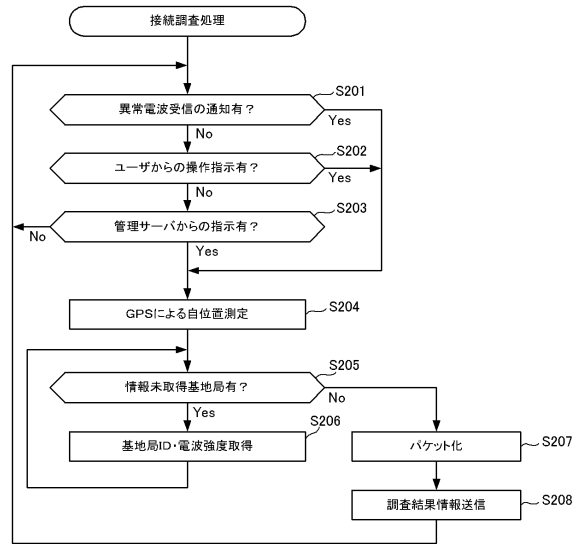 接続調査処理
S201
異常電波受信の通知有？
Yes
No
S202
ユーザからの操作指示有？
Yes
No
S203
管理サーバからの指示有？
No
Yes
S204
GPSによる自位置測定
S205
情報未取得基地局有？
No
Yes
S206
基地局ID・電波強度取得
パケット化
S207
調査結果情報送信
S208